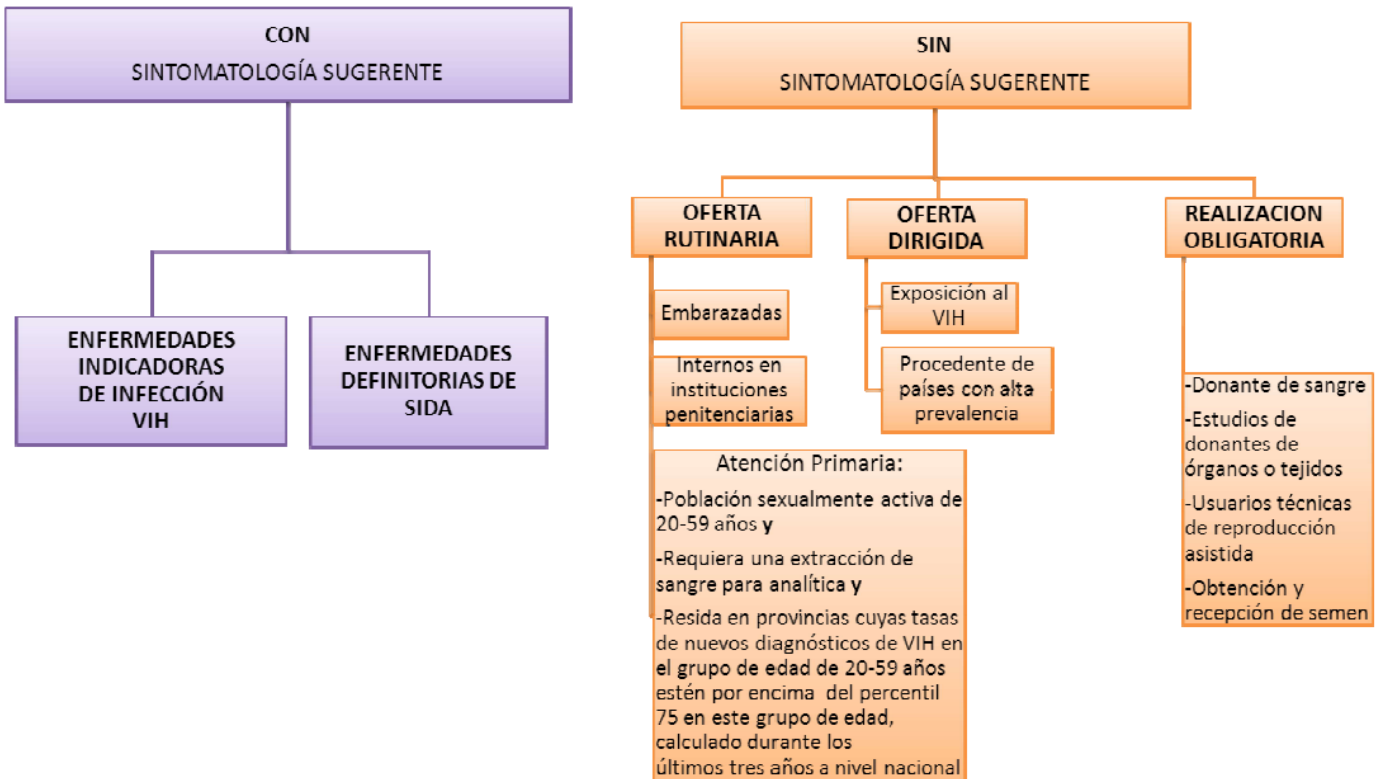 CON
SINTOMATOLOGÍA SUGERENTE
ENFERMEDADES
INDICADORAS
DE INFECCIÓN
VIH
ENFERMEDADES
DEFINITORIAS DE
SIDA
SIN
SINTOMATOLOGÍA SUGERENTE
OFERTA
RUTINARIA
Embarazadas
Internos en
instituciones
penitenciarias
Atención Primaria:
-Población sexualmente activa de
20-59 años y
-Requiera una extracción de
sangre para analítica y
-Resida en provincias cuyas tasas
de nuevos diagnósticos de VIH en
el grupo de edad de 20-59 años
estén por encima del percentil
75 en este grupo de edad,
calculado durante los
últimos tres años a nivel nacional
OFERTA
DIRIGIDA
Exposición al
VIH
Procedente de
países con alta
prevalencia
REALIZACION
OBLIGATORIA
-Donante de sangre
-Estudios de
donantes de
órganos o tejidos
-Usuarios técnicas
de reproducción
asistida
-Obtención y
recepción de semen